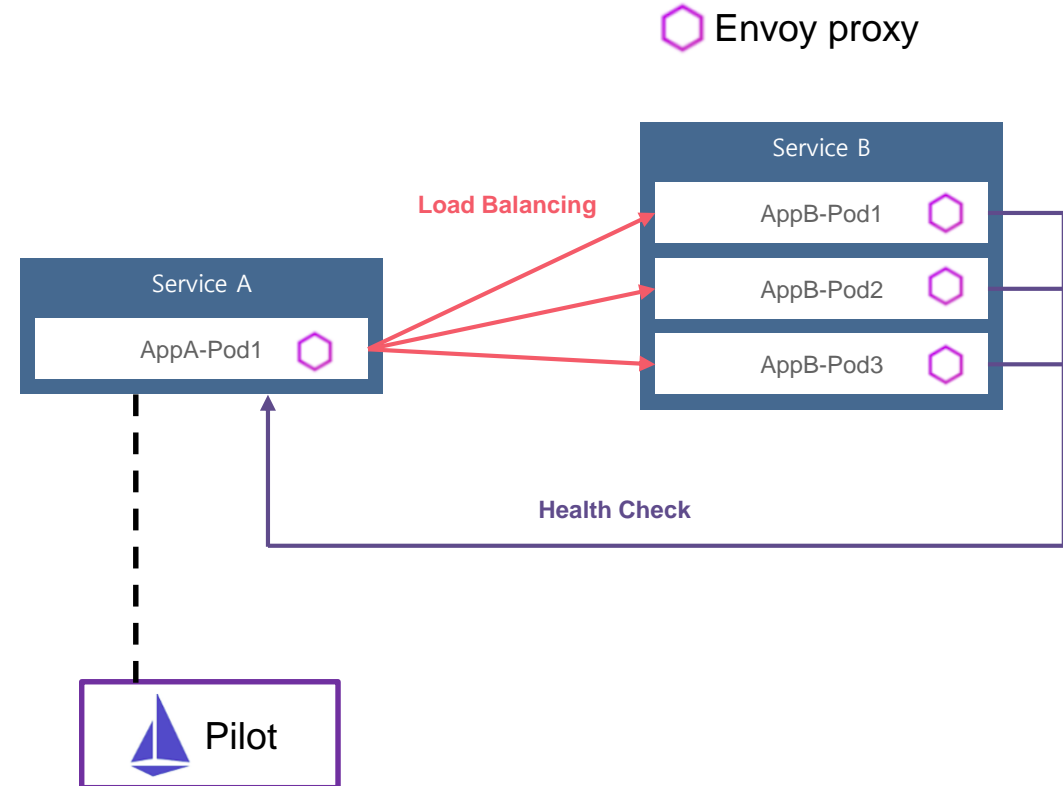 Envoy proxy
Service B
Load Balancing
AppB-Pod1
Service A
AppB-Pod2
AppA-Pod1
AppB-Pod3
Health Check
Pilot